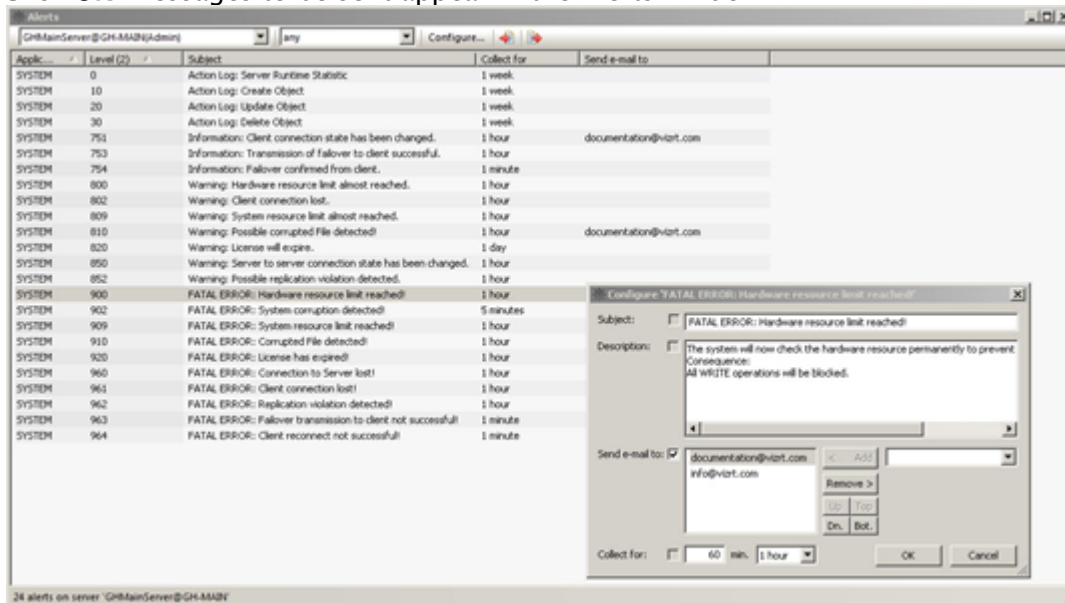 Alerts
GHMainServer@GH-MAIN(Admin) any Configure...
Applic... Level (2) Subject Collect for Send e-mail to
SYSTEM 0 Action Log: Server Runtime Statistic 1 week
SYSTEM 10 Action Log: Create Object 1 week
SYSTEM 20 Action Log: Update Object 1 week
SYSTEM 30 Action Log: Delete Object 1 week
SYSTEM 751 Information: Client connection state has been changed. 1 hour documentation@vizrt.com
SYSTEM 753 Information: Transmission of failover to client successful. 1 hour
SYSTEM 754 Information: Failover confirmed from client. 1 minute
SYSTEM 800 Warning: Hardware resource limit almost reached. 1 hour
SYSTEM 802 Warning: Client connection lost. 1 hour
SYSTEM 809 Warning: System resource limit almost reached. 1 hour
SYSTEM 810 Warning: Possible corrupted File detected! 1 hour documentation@vizrt.com
SYSTEM 820 Warning: License will expire. 1 day
SYSTEM 850 Warning: Server to server connection state has been changed. 1 hour
SYSTEM 852 Warning: Possible replication violation detected. 1 hour
SYSTEM 900 FATAL ERROR: Hardware resource limit reached! 1 hour
SYSTEM 902 FATAL ERROR: System corruption detected! 5 minutes
SYSTEM 909 FATAL ERROR: System resource limit reached! 1 hour
SYSTEM 910 FATAL ERROR: Corrupted File detected! 1 hour
SYSTEM 920 FATAL ERROR: License has expired! 1 hour
SYSTEM 960 FATAL ERROR: Connection to Server lost! 1 hour
SYSTEM 961 FATAL ERROR: Client connection lost! 1 hour
SYSTEM 962 FATAL ERROR: Replication violation detected! 1 hour
SYSTEM 963 FATAL ERROR: Failover transmission to client not successful! 1 minute
SYSTEM 964 FATAL ERROR: Client reconnect not successful! 1 minute
Configure 'FATAL ERROR: Hardware resource limit reached!'
Subject: FATAL ERROR: Hardware resource limit reached!
Description: The system will now check the hardware resource permanently to prevent
Consequence:
All WRITE operations will be blocked.
Send e-mail to: documentation@vizrt.com < Add
info@vizrt.com
Remove >
Up Top
Dn. Bot.
Collect for: 60 min. 1 hour OK Cancel
24 alerts on server 'GHMainServer@GH-MAIN'